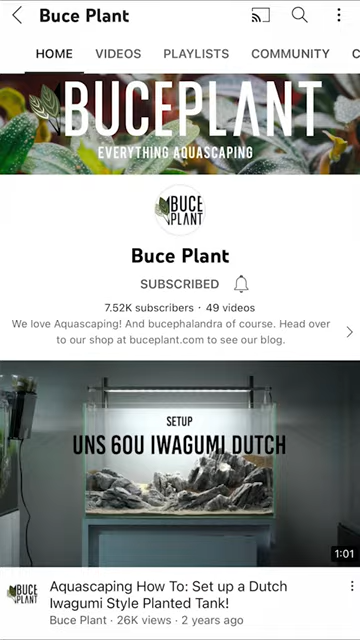 Buce Plant
HOME VIDEOS PLAYLISTS COMMUNITY C
BUCEPLANT
EVERYTHING AQUASCAPING
BUCE
PLANT
Buce Plant
SUBSCRIBED
7.52K subscribers · 49 videos
We love Aquascaping! And bucephalandra of course. Head over
to our shop at buceplant.com to see our blog.
SETUP
UNS 60U IWAGUMI DUTCH
1:01
BUCE
PLANT
Aquascaping How To: Set up a Dutch
Iwagumi Style Planted Tank!
Buce Plant · 26K views · 2 years ago